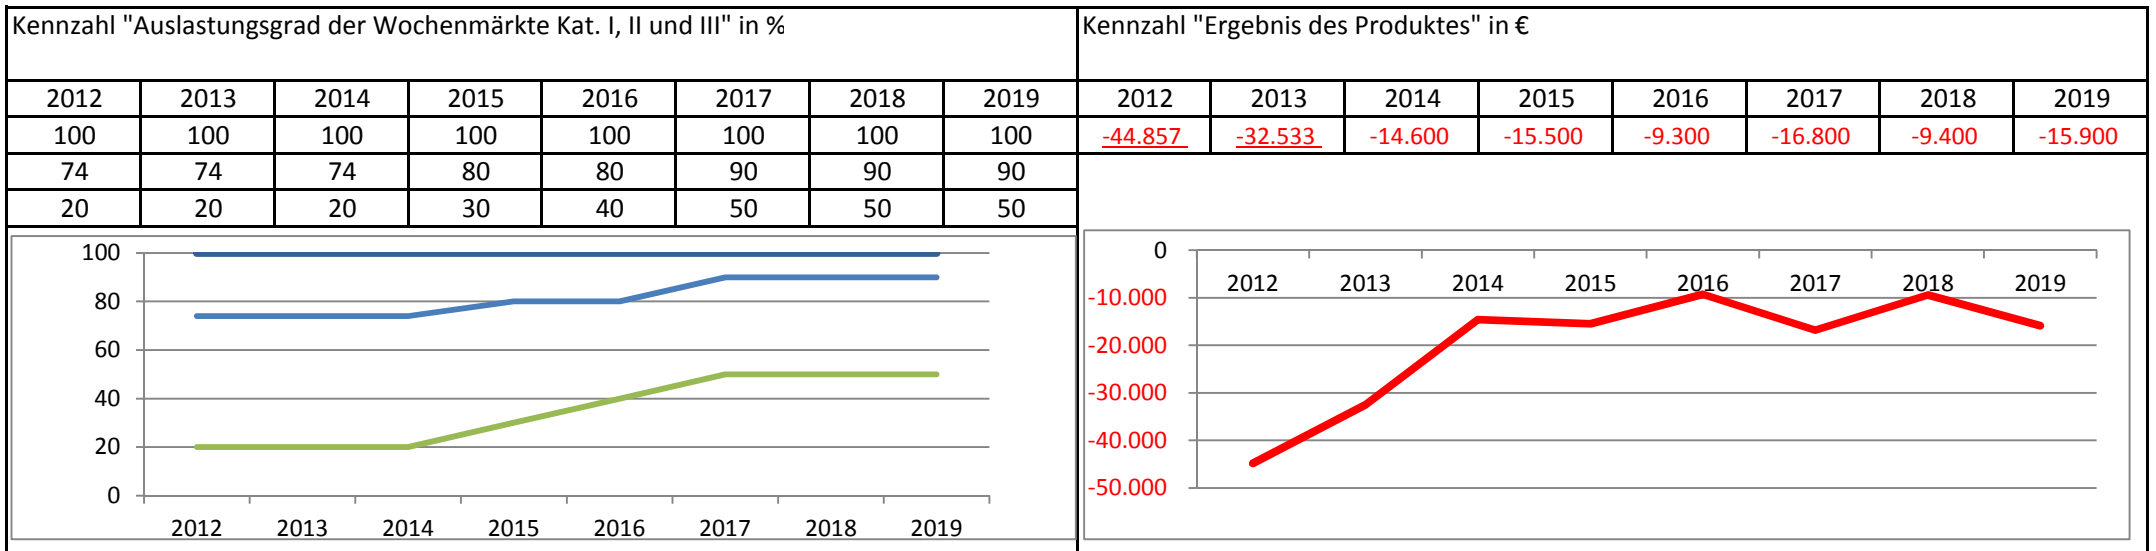 Kennzahl "Auslastungsgrad der Wochenmärkte Kat. I, II und III" in %
2012 2013 2014 2015 2016 2017 2018 2019
100 100 100 100 100 100 100 100
74 74 74 80 80 90 90 90
20 20 20 30 40 50 50 50
100
80
60
40
20
0
2012 2013 2014 2015 2016 2017 2018 2019
Kennzahl "Ergebnis des Produktes" in €
2012 2013 2014 2015 2016 2017 2018 2019
-44.857 -32.533 -14.600 -15.500 -9.300 -16.800 -9.400 -15.900
0
2012 2013 2014 2015 2016 2017 2018 2019
-10.000
-20.000
-30.000
-40.000
-50.000